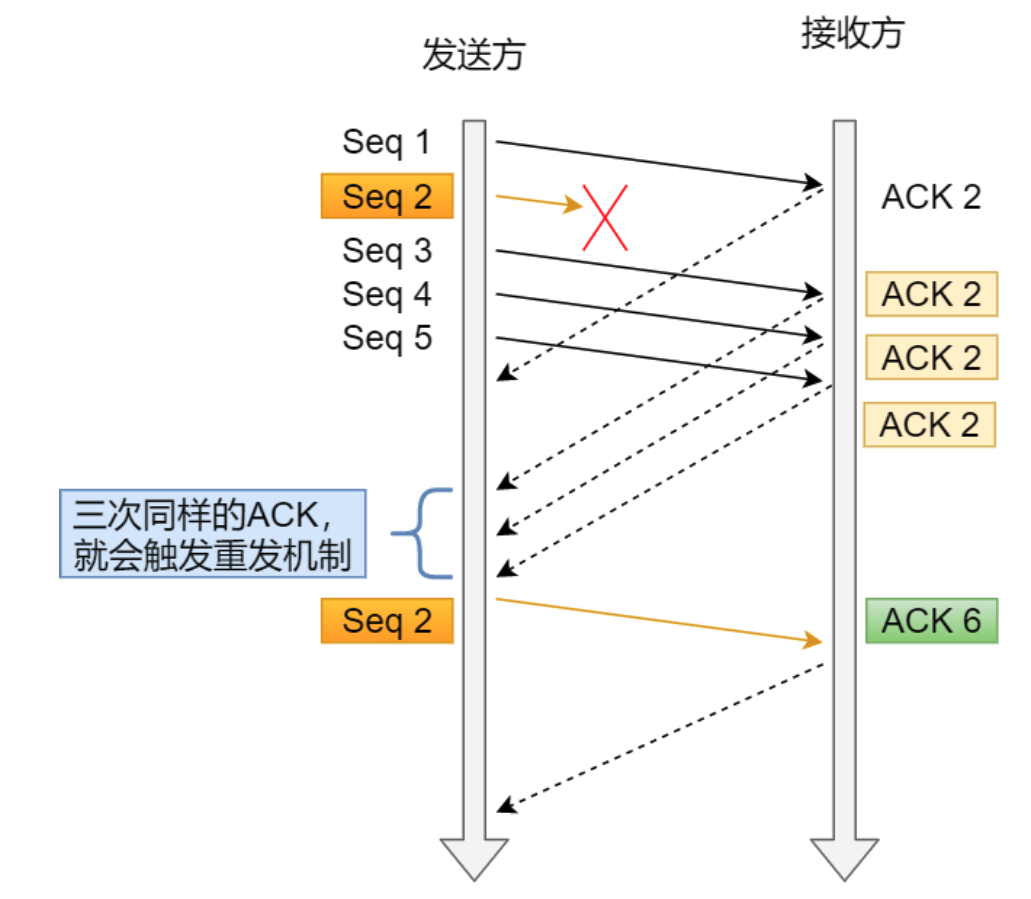 发送方
接收方
Seq 1
Seq 2
ACK 2
Seq 3
Seq 4
ACK 2
Seq 5
ACK 2
ACK 2
三次同样的ACK，
就会触发重发机制
Seq 2
ACK 6